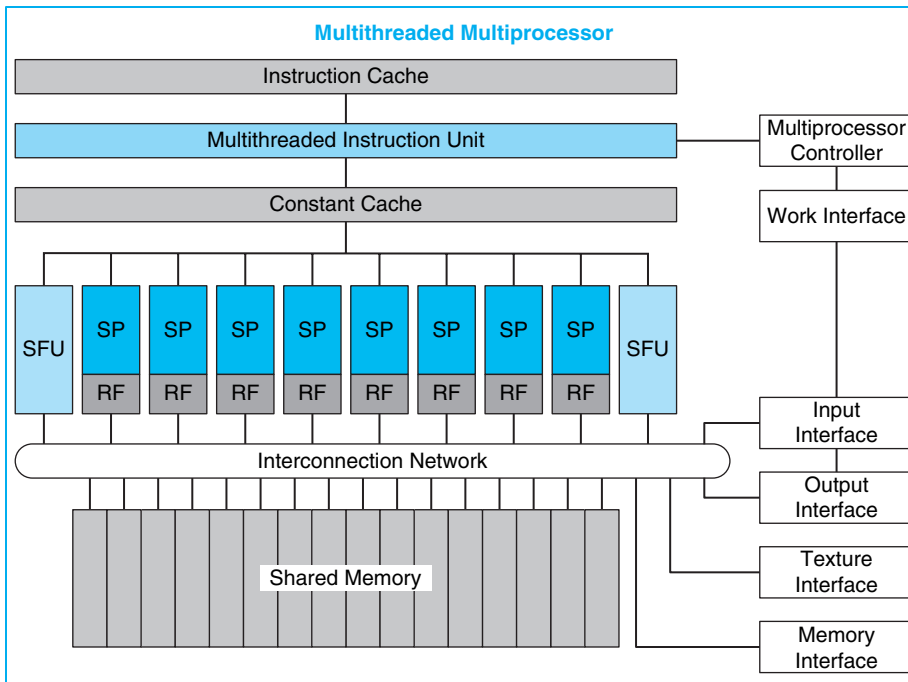 Multithreaded Multiprocessor
Instruction Cache
Multithreaded Instruction Unit
Multiprocessor
Controller
Constant Cache
Work Interface
SFU
SP
SP
SP
SP
SP
SP
SP
SP
SFU
RF
RF
RF
RF
RF
RF
RF
RF
Input
Interface
Interconnection Network
Output
Interface
Shared Memory
Texture
Interface
Memory
Interface